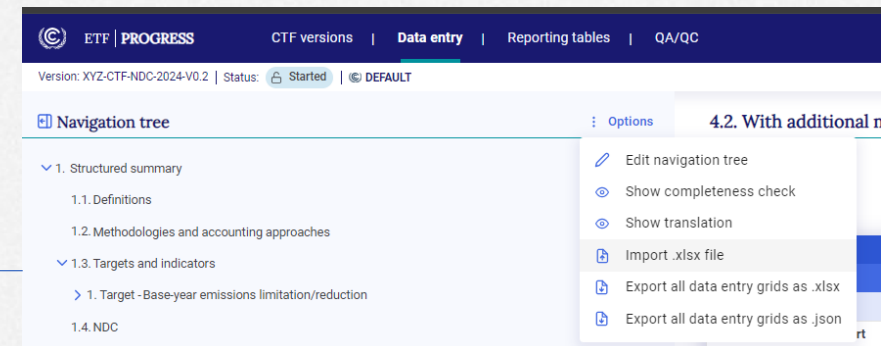 ETF | PROGRESS CTF versions | Data entry | Reporting tables | QA/QC
Version: XYZ-CTF-NDC-2024-V0.2 | Status: Started | DEFAULT
Navigation tree
Options
4.2. With additional
1. Structured summary
1.1. Definitions
1.2. Methodologies and accounting approaches
1.3. Targets and indicators
1. Target - Base-year emissions limitation/reduction
1.4. NDC
Edit navigation tree
Show completeness check
Show translation
Import .xlsx file
Export all data entry grids as .xlsx
Export all data entry grids as .json